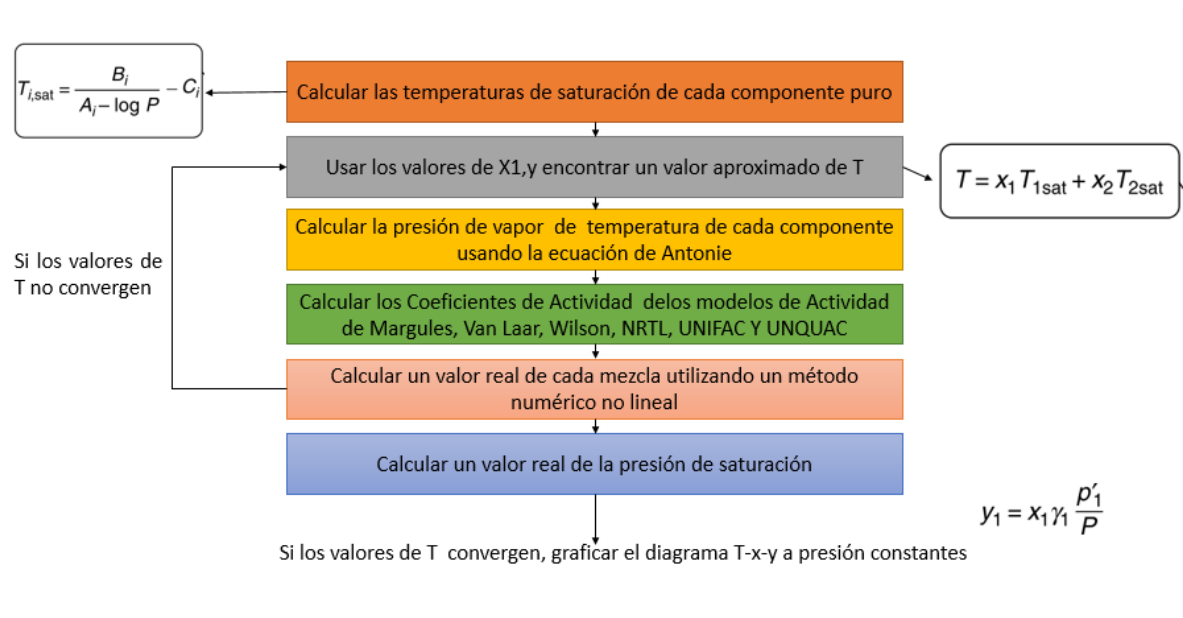 T_{i,sat} = \frac{B_i}{A_i - log P} - C_i
Calcular las temperaturas de saturación de cada componente puro
Usar los valores de X1,y encontrar un valor aproximado de T
T = x_1 T_{1sat} + x_2 T_{2sat}
Calcular la presión de vapor de temperatura de cada componente
usando la ecuación de Antonie
Si los valores de
T no convergen
Calcular los Coeficientes de Actividad delos modelos de Actividad
de Margules, Van Laar, Wilson, NRTL, UNIFAC Y UNQUAC
Calcular un valor real de cada mezcla utilizando un método
numérico no lineal
Calcular un valor real de la presión de saturación
y_1 = x_1 γ_1 \frac{p'_1}{P}
Si los valores de T convergen, graficar el diagrama T-x-y a presión constantes